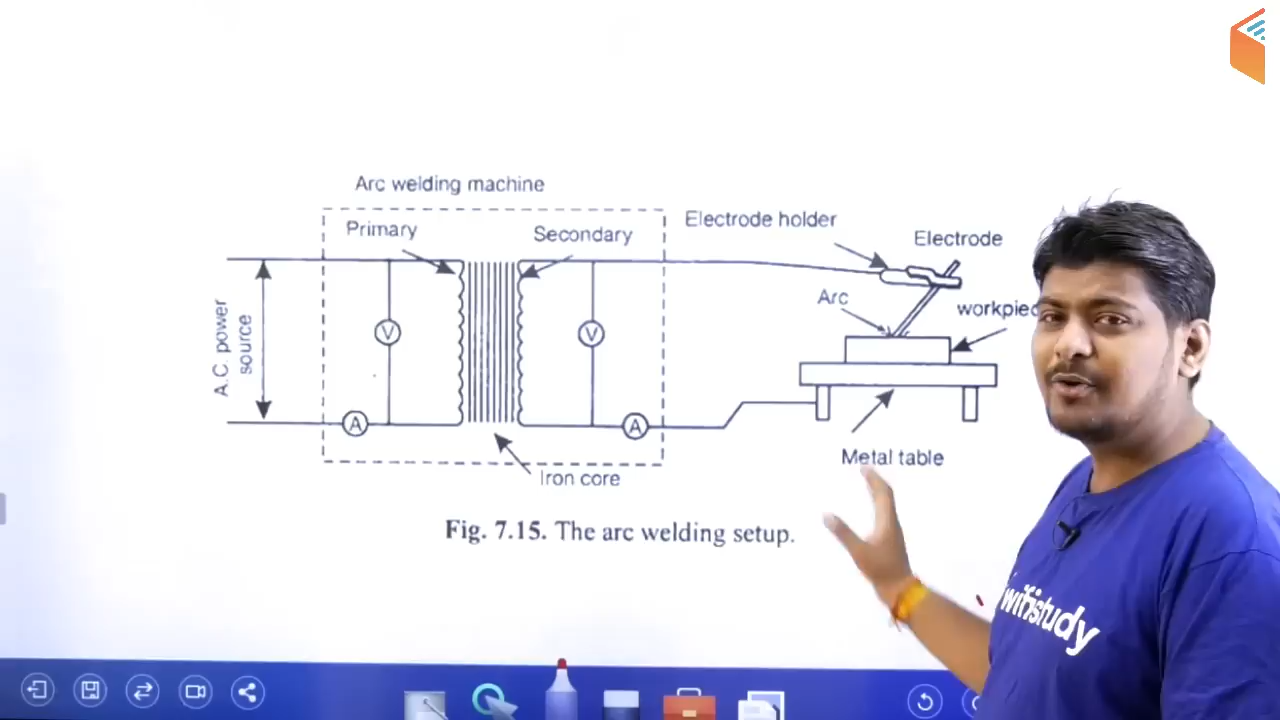 Arc welding machine
Primary
Secondary
Electrode holder
Electrode
Arc
A.C. power
source
V
V
A
A
Iron core
Metal table
Fig. 7.15. The arc welding setup.
wifistudy